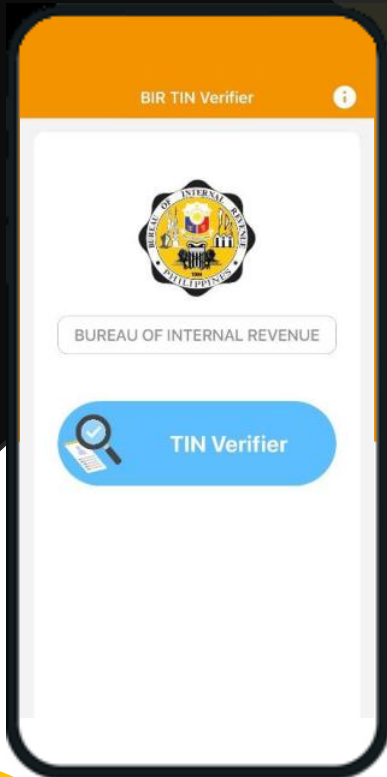 BIR TIN Verifier
BUREAU OF INTERNAL REVENUE
PHILIPPINES
BUREAU OF INTERNAL REVENUE
TIN Verifier